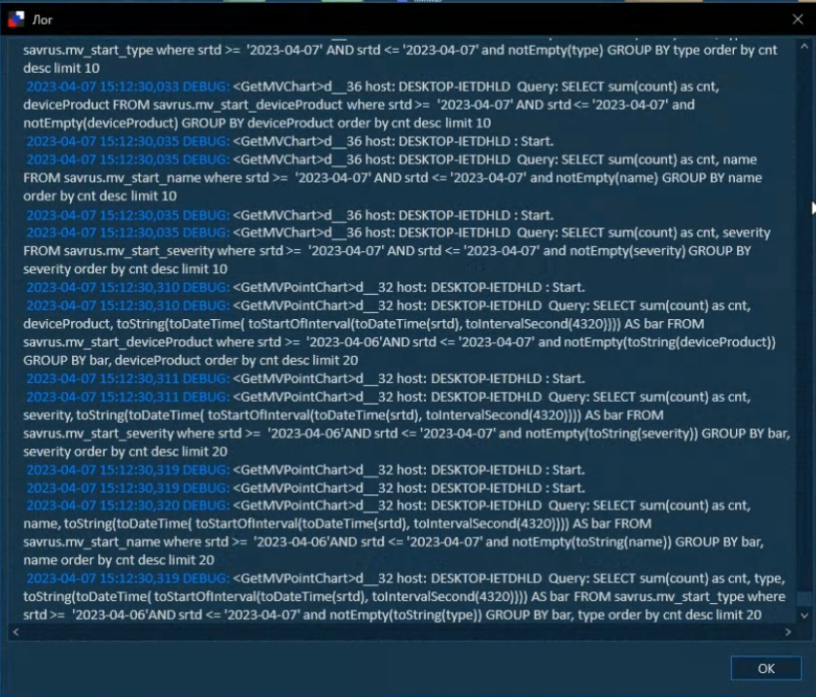 Лог
savrus.mv_start_type where srtd >=  '2023-04-07' AND srtd <= '2023-04-07' and notEmpty(type) GROUP BY type order by cnt
desc limit 10
2023-04-07 15:12:30,033 DEBUG: <GetMVChart>d__36 host: DESKTOP-IETDHLD  Query: SELECT sum(count) as cnt,
deviceProduct FROM savrus.mv_start_deviceProduct where srtd >=  '2023-04-07' AND srtd <= '2023-04-07' and
notEmpty(deviceProduct) GROUP BY deviceProduct order by cnt desc limit 10
2023-04-07 15:12:30,035 DEBUG: <GetMVChart>d__36 host: DESKTOP-IETDHLD : Start.
2023-04-07 15:12:30,035 DEBUG: <GetMVChart>d__36 host: DESKTOP-IETDHLD  Query: SELECT sum(count) as cnt, name
FROM savrus.mv_start_name where srtd >=  '2023-04-07' AND srtd <= '2023-04-07' and notEmpty(name) GROUP BY name
order by cnt desc limit 10
2023-04-07 15:12:30,035 DEBUG: <GetMVChart>d__36 host: DESKTOP-IETDHLD : Start.
2023-04-07 15:12:30,035 DEBUG: <GetMVChart>d__36 host: DESKTOP-IETDHLD  Query: SELECT sum(count) as cnt, severity
FROM savrus.mv_start_severity where srtd >=  '2023-04-07' AND srtd <= '2023-04-07' and notEmpty(severity) GROUP BY
severity order by cnt desc limit 10
2023-04-07 15:12:30,310 DEBUG: <GetMVPointChart>d__32 host: DESKTOP-IETDHLD : Start.
2023-04-07 15:12:30,310 DEBUG: <GetMVPointChart>d__32 host: DESKTOP-IETDHLD  Query: SELECT sum(count) as cnt,
deviceProduct, toString(toDateTime( toStartOfInterval(toDateTime(srtd), toIntervalSecond(4320)))) AS bar FROM
savrus.mv_start_deviceProduct where srtd >=  '2023-04-06'AND srtd <= '2023-04-07' and notEmpty(toString(deviceProduct))
GROUP BY bar, deviceProduct order by cnt desc limit 20
2023-04-07 15:12:30,311 DEBUG: <GetMVPointChart>d__32 host: DESKTOP-IETDHLD : Start.
2023-04-07 15:12:30,311 DEBUG: <GetMVPointChart>d__32 host: DESKTOP-IETDHLD  Query: SELECT sum(count) as cnt,
severity, toString(toDateTime( toStartOfInterval(toDateTime(srtd), toIntervalSecond(4320)))) AS bar FROM
savrus.mv_start_severity where srtd >=  '2023-04-06'AND srtd <= '2023-04-07' and notEmpty(toString(severity)) GROUP BY bar,
severity order by cnt desc limit 20
2023-04-07 15:12:30,319 DEBUG: <GetMVPointChart>d__32 host: DESKTOP-IETDHLD : Start.
2023-04-07 15:12:30,319 DEBUG: <GetMVPointChart>d__32 host: DESKTOP-IETDHLD : Start.
2023-04-07 15:12:30,320 DEBUG: <GetMVPointChart>d__32 host: DESKTOP-IETDHLD  Query: SELECT sum(count) as cnt,
name, toString(toDateTime( toStartOfInterval(toDateTime(srtd), toIntervalSecond(4320)))) AS bar FROM
savrus.mv_start_name where srtd >=  '2023-04-06'AND srtd <= '2023-04-07' and notEmpty(toString(name)) GROUP BY bar,
name order by cnt desc limit 20
2023-04-07 15:12:30,319 DEBUG: <GetMVPointChart>d__32 host: DESKTOP-IETDHLD  Query: SELECT sum(count) as cnt, type,
toString(toDateTime( toStartOfInterval(toDateTime(srtd), toIntervalSecond(4320)))) AS bar FROM savrus.mv_start_type where
srtd >=  '2023-04-06'AND srtd <= '2023-04-07' and notEmpty(toString(type)) GROUP BY bar, type order by cnt desc limit 20
OK